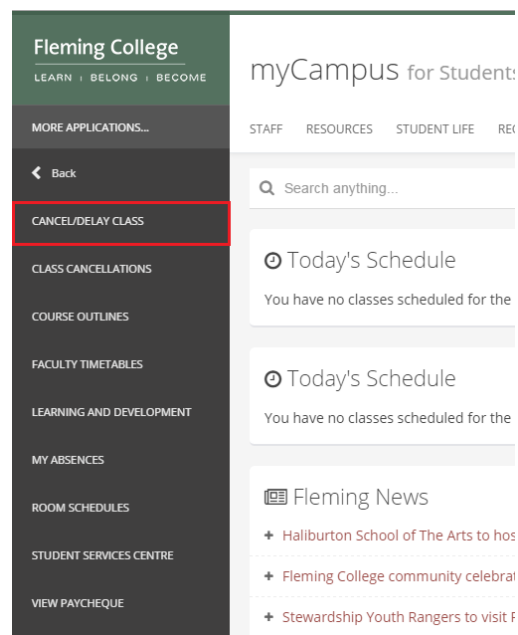 Fleming College
LEARN | BELONG | BECOME
MORE APPLICATIONS...
Back
CANCEL/DELAY CLASS
CLASS CANCELLATIONS
COURSE OUTLINES
FACULTY TIMETABLES
LEARNING AND DEVELOPMENT
MY ABSENCES
ROOM SCHEDULES
STUDENT SERVICES CENTRE
VIEW PAYCHEQUE
myCampus for Students
STAFF RESOURCES STUDENT LIFE
Search anything...
Today's Schedule
You have no classes scheduled for the
Today's Schedule
You have no classes scheduled for the
Fleming News
Haliburton School of The Arts to
Fleming College community
Stewardship Youth Rangers to visit